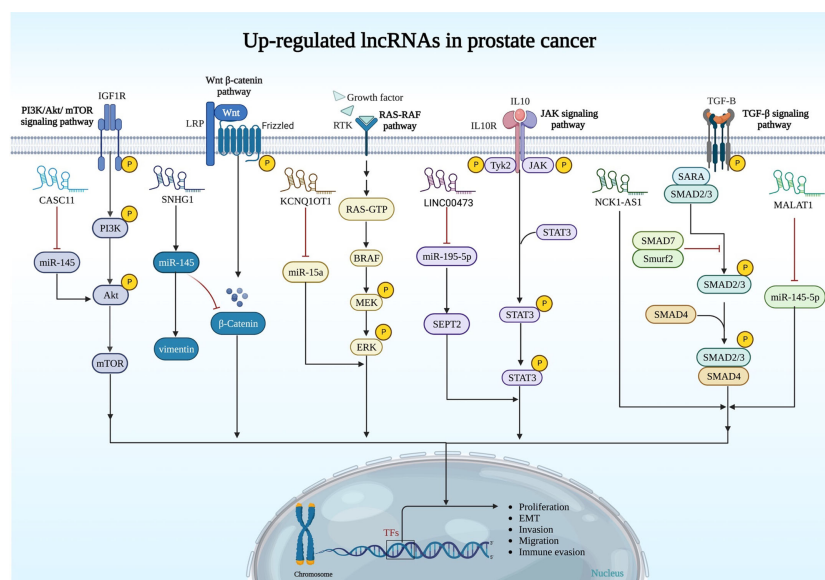 Up-regulated lncRNAs in prostate cancer
IGF1R
PI3K/Akt/ mTOR
signaling pathway
P
CASC11
miR-145
PI3K
P
Akt
P
mTOR
Wnt β-catenin
pathway
LRP
Wnt
Frizzled
P
SNHG1
miR-145
vimentin
β-Catenin
Growth factor
RTK
RAS-RAF
pathway
KCNQ1OT1
miR-15a
RAS-GTP
BRAF
MEK
P
ERK
P
IL10
IL10R
JAK signaling
pathway
P
Tyk2
JAK
P
LINC00473
miR-195-5p
SEPT2
STAT3
STAT3
P
STAT3
P
TGF-B
TGF-β signaling
pathway
P
NCK1-AS1
SARA
SMAD2/3
SMAD7
Smurf2
SMAD2/3
P
SMAD4
SMAD2/3
P
SMAD4
MALAT1
miR-145-5p
TFs
Chromosome
• Proliferation
• EMT
• Invasion
• Migration
• Immune evasion
Nucleus